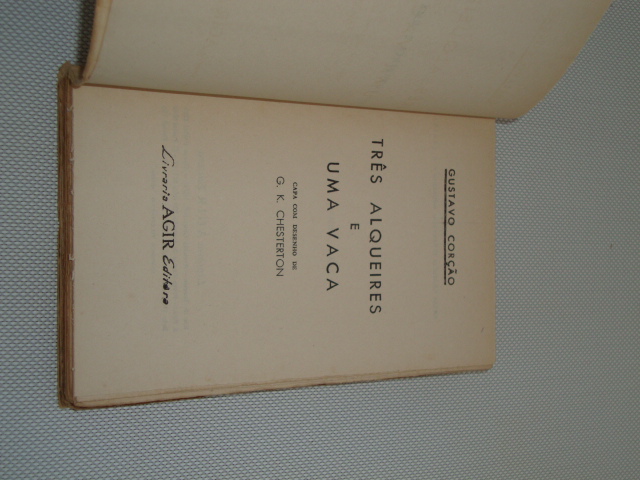 GUSTAVO CORÇÃO
TRÊS ALQUEIRES
E
UMA VACA
CAPA COM DESENHO DE
G. K. CHESTERTON
Livraria AGIR Editora